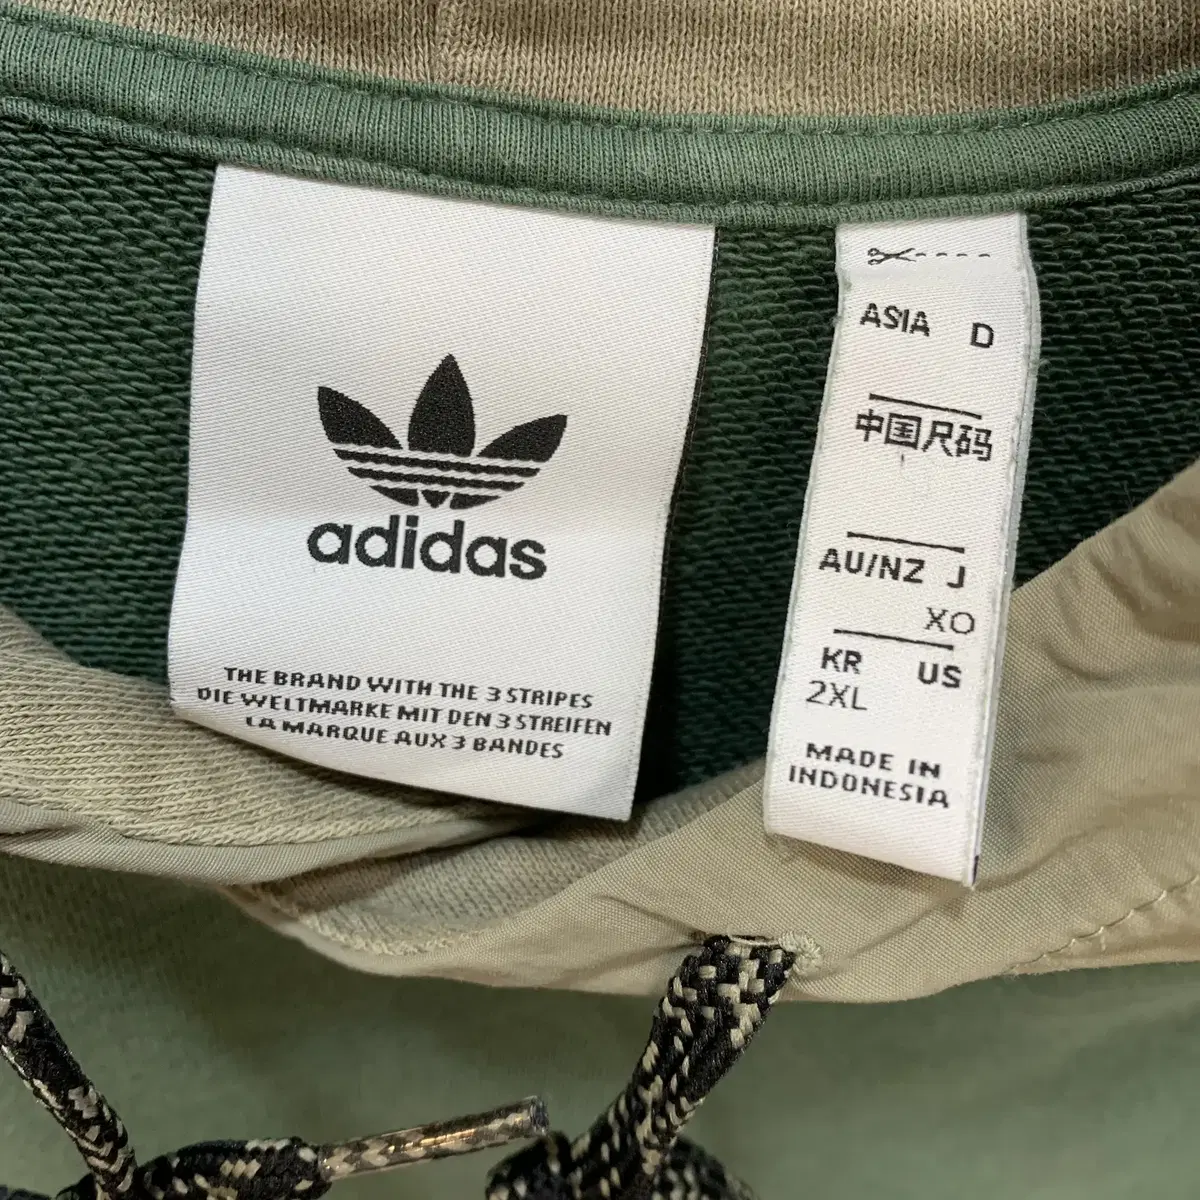 adidas
THE BRAND WITH THE 3 STRIPES
DIE WELTMARKE MIT DEN 3 STREIFEN
LA MARQUE AUX 3 BANDES
ASIA D
中国尺码
AU/NZ J
XO
KR US
2XL
MADE IN
INDONESIA